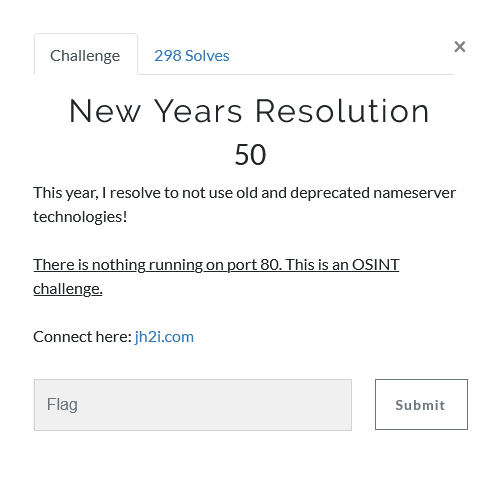 Challenge
298 Solves
×
New Years Resolution
50
This year, I resolve to not use old and deprecated nameserver
technologies!
There is nothing running on port 80. This is an OSINT
challenge.
Connect here: jh2i.com
Flag
Submit